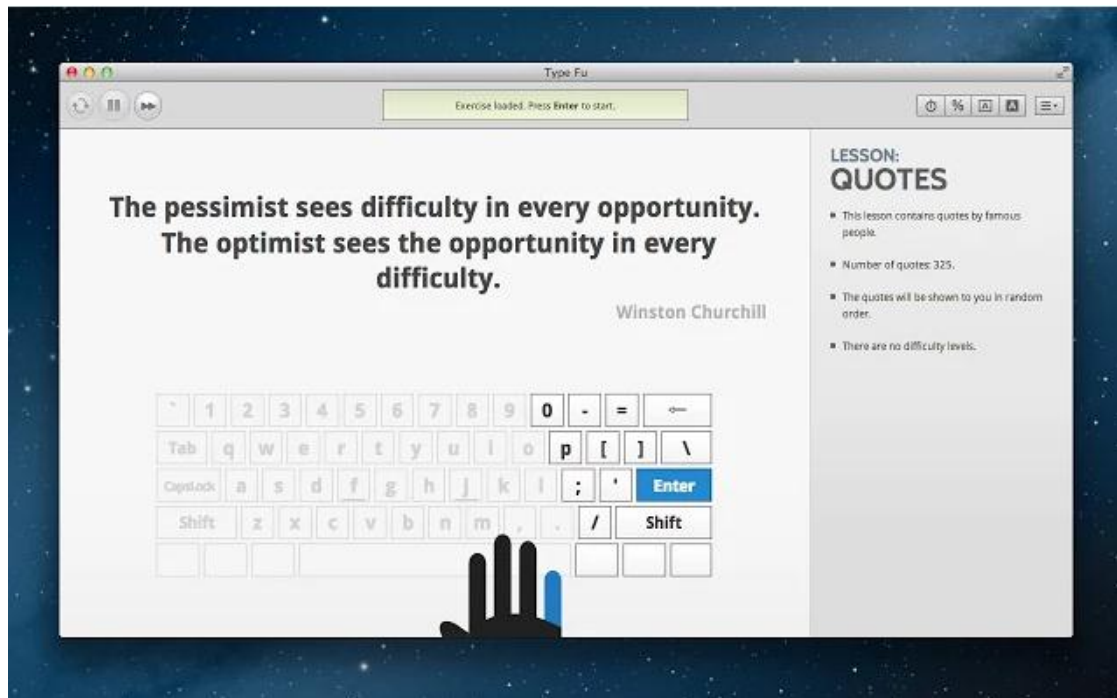 Type Fu
Exercise loaded. Press Enter to start.
%
A
A
The pessimist sees difficulty in every opportunity.
The optimist sees the opportunity in every
difficulty.
Winston Churchill
LESSON:
QUOTES
This lesson contains quotes by famous
people.
Number of quotes: 325.
The quotes will be shown to you in random
order.
There are no difficulty levels.
` 1 2 3 4 5 6 7 8 9 0 - =
Tab q w e r t y u i o p [ ] \
CapsLock a s d f g h j k l ; ' Enter
Shift z x c v b n m , . / Shift